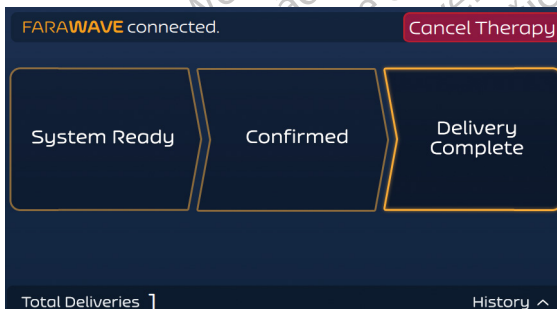 FARAWAVE connected.
Cancel Therapy
System Ready
Confirmed
Delivery
Complete
Total Deliveries 1
History